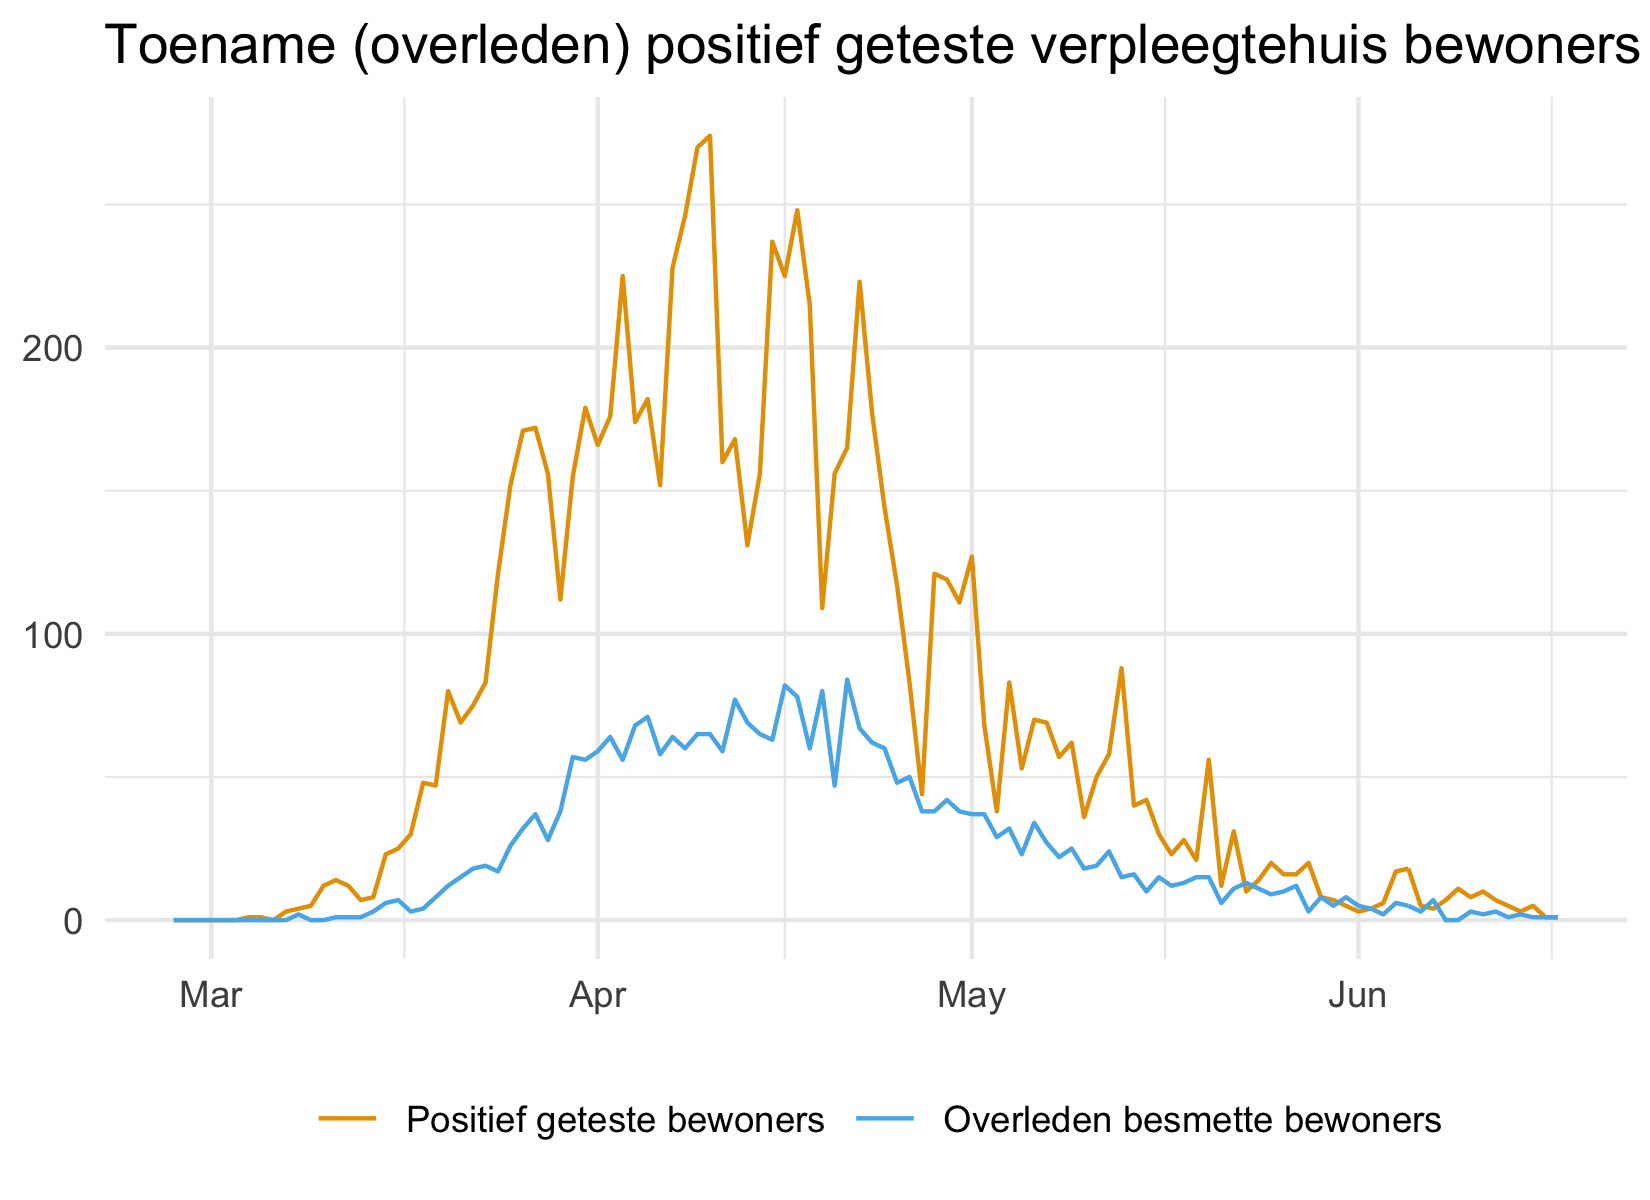 Toename (overleden) positief geteste verpleegtehuis bewoners
200
100
0
Mar Apr May Jun
Positief geteste bewoners Overleden besmette bewoners